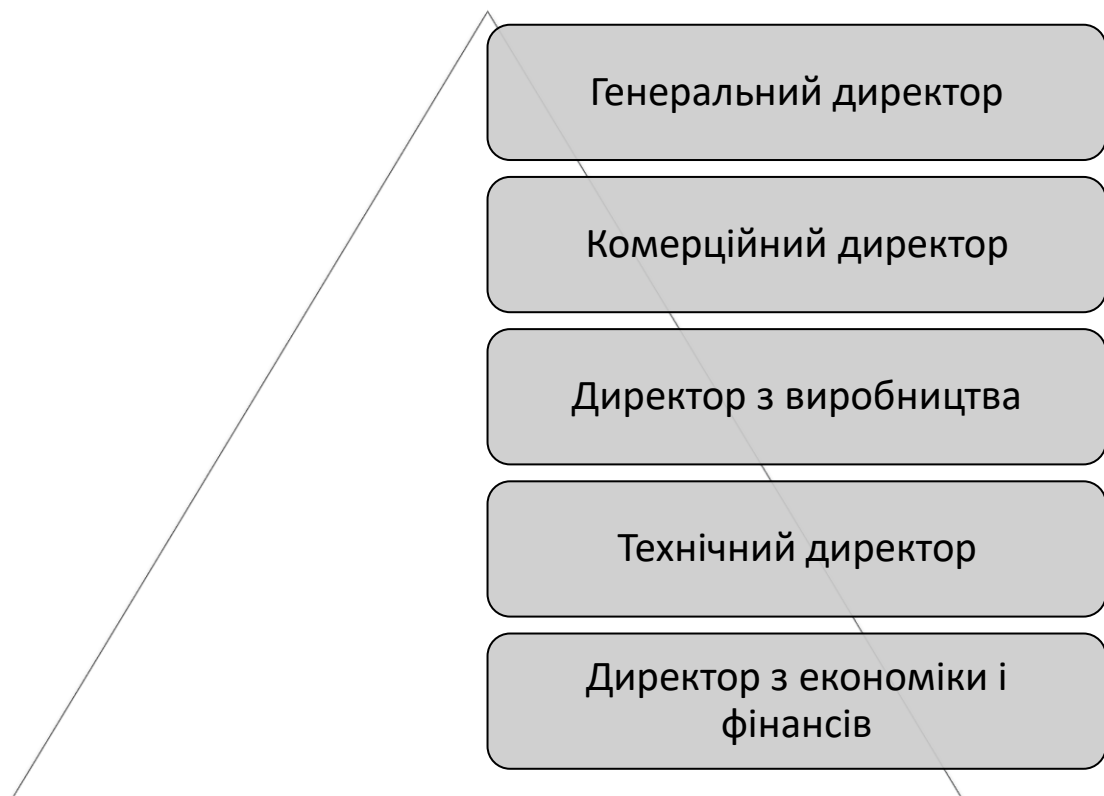 Генеральний директор
Комерційний директор
Директор з виробництва
Технічний директор
Директор з економіки і
фінансів